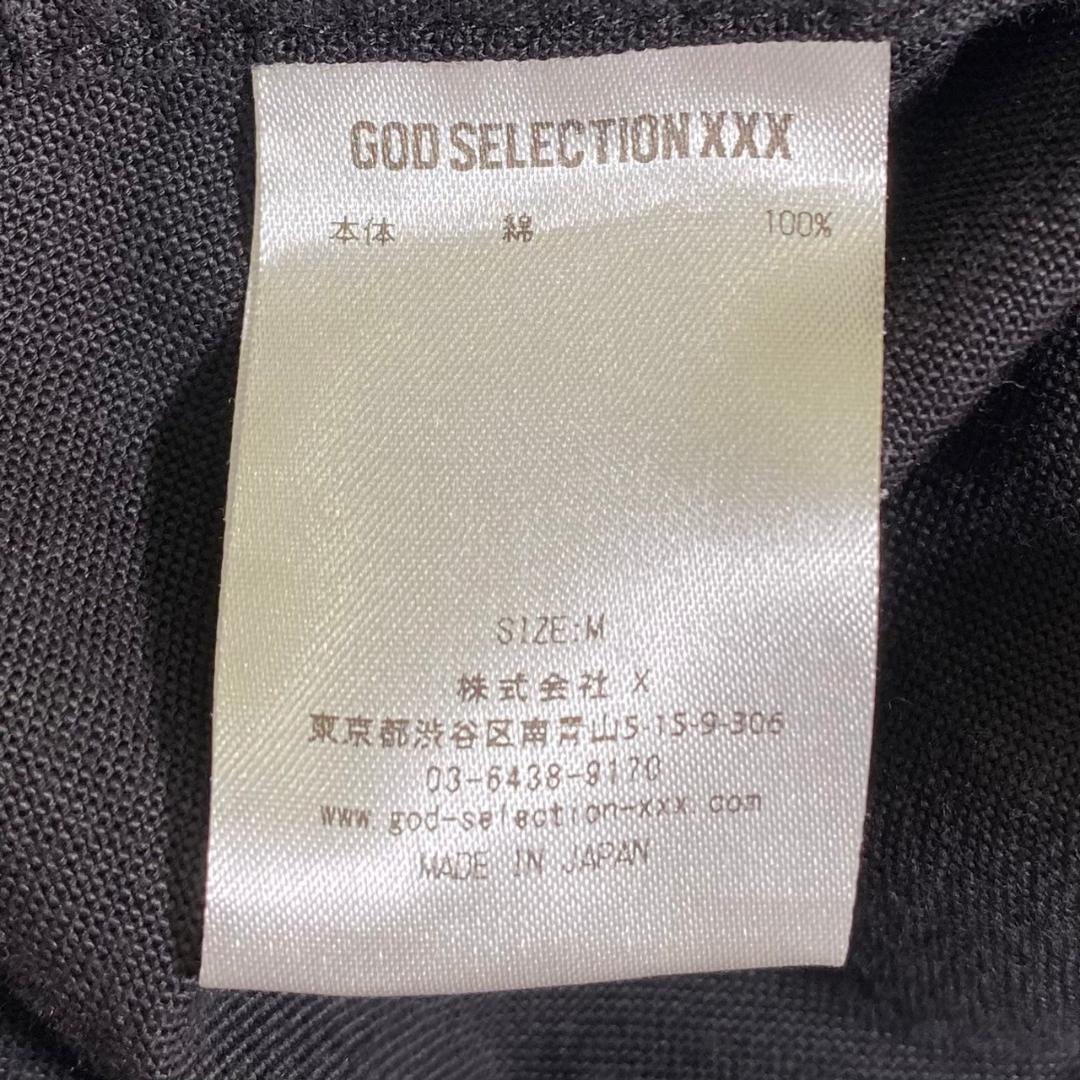 GOD SELECTION XXX
本体 綿 100%
SIZE:M
株式会社 X
東京都渋谷区南青山5-15-9-306
03-6438-9170
www.god-selection-xxx.com
MADE IN JAPAN